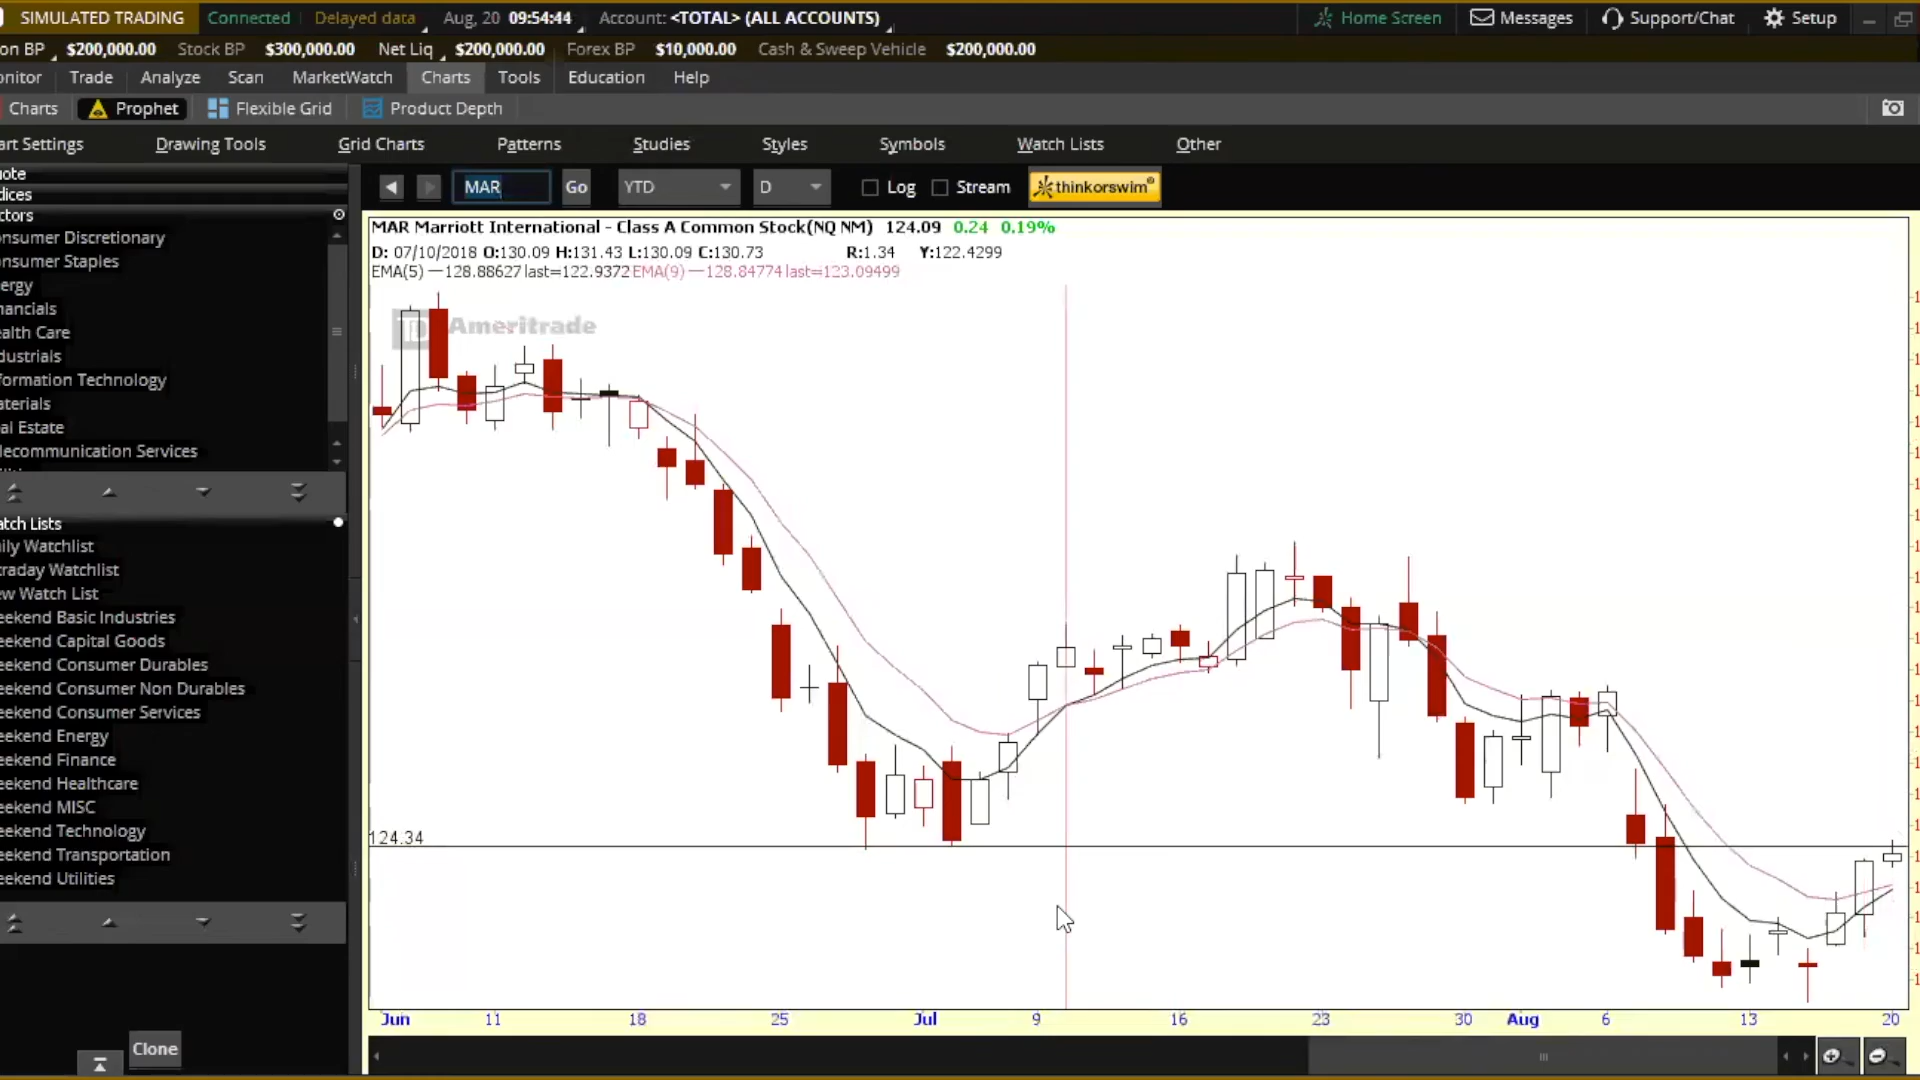 SIMULATED TRADING Connected Delayed data Aug, 20 09:54:44 Account: <TOTAL> (ALL ACCOUNTS) Home Screen Messages Support/Chat Setup
on BP $200,000.00 Stock BP $300,000.00 Net Liq $200,000.00 Forex BP $10,000.00 Cash & Sweep Vehicle $200,000.00
onitor Trade Analyze Scan MarketWatch Charts Tools Education Help
Charts Prophet Flexible Grid Product Depth
art Settings Drawing Tools Grid Charts Patterns Studies Styles Symbols Watch Lists Other
uote
dices
ctors
onsumer Discretionary
onsumer Staples
ergy
nancials
ealth Care
dustrials
formation Technology
aterials
al Estate
lecommunication Services
atch Lists
ily Watchlist
raday Watchlist
ew Watch List
eekend Basic Industries
eekend Capital Goods
eekend Consumer Durables
eekend Consumer Non Durables
eekend Consumer Services
eekend Energy
eekend Finance
eekend Healthcare
eekend MISC
eekend Technology
eekend Transportation
eekend Utilities
Clone
MAR Go YTD D Log Stream thinkorswim®
MAR Marriott International - Class A Common Stock(NQ NM) 124.09 0.24 0.19%
D: 07/10/2018 O:130.09 H:131.43 L:130.09 C:130.73 R:1.34 Y:122.4299
EMA(5) —128.88627 last=122.9372 EMA(9) —128.84774 last=123.09499
Ameritrade
124.34
Jun 11 18 25 Jul 9 16 23 30 Aug 6 13 20